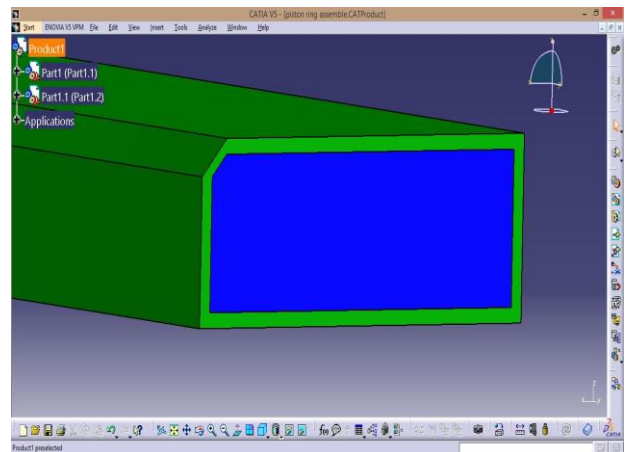 CATIA V5 - [piston ring assemble.CATProduct]
Start ENOVIA V5 VPM File Edit View Insert Tools Analyze Window Help
Product1
Part1 (Part1.1)
Part1.1 (Part1.2)
Applications
Product1 preselected